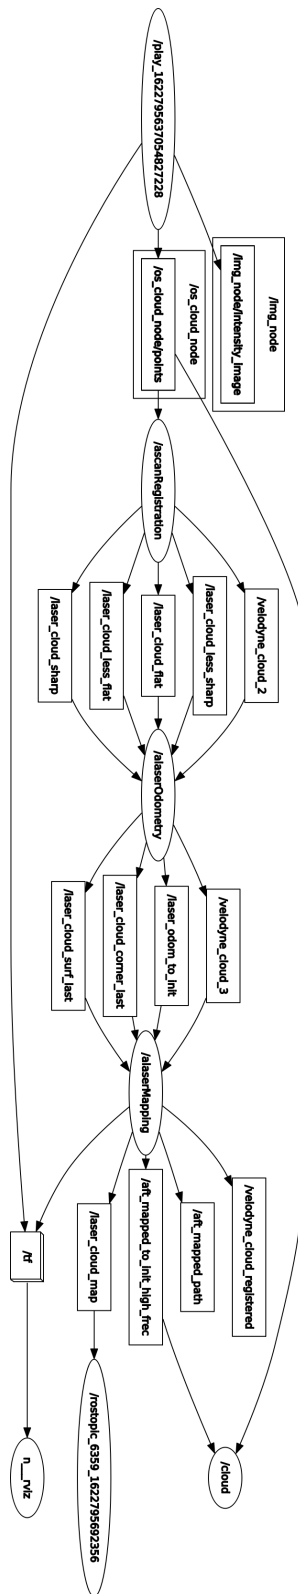 /play_1622795637054827228
/img_node
/img_node/intensity_image
/os_cloud_node
/os_cloud_node/points
/ascanRegistration
/velodyne_cloud_2
/laser_cloud_less_sharp
/laser_cloud_flat
/laser_cloud_less_flat
/laser_cloud_sharp
/alaserOdometry
/velodyne_cloud_3
/laser_odom_to_init
/laser_cloud_corner_last
/laser_cloud_surf_last
/alaserMapping
/velodyne_cloud_registered
/aft_mapped_path
/aft_mapped_to_init_high_frec
/laser_cloud_map
/tf
/cloud
/rostopic_6359_1622795692356
n__rviz